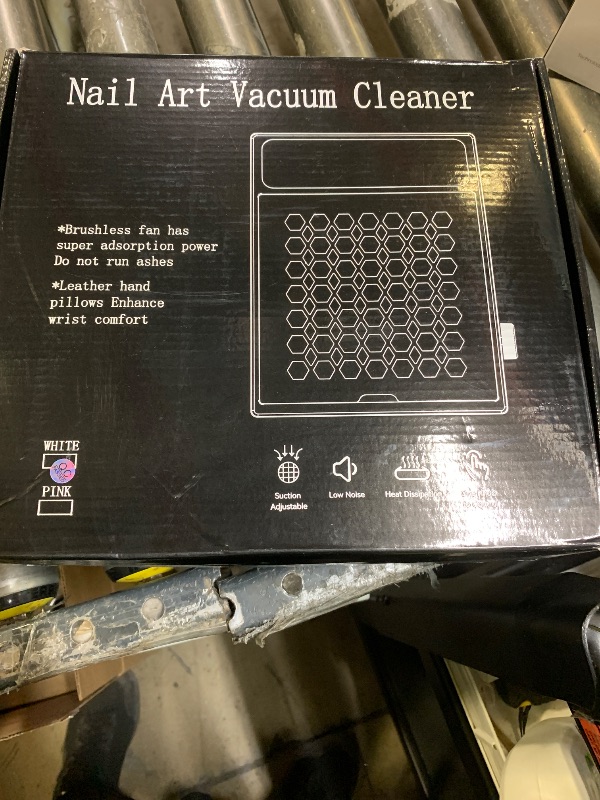 Nail Art Vacuum Cleaner
*Brushless fan has
super adsorption power
Do not run ashes
*Leather hand
pillows Enhance
wrist comfort
WHITE
PINK
Suction
Adjustable
Low Noise
Heat